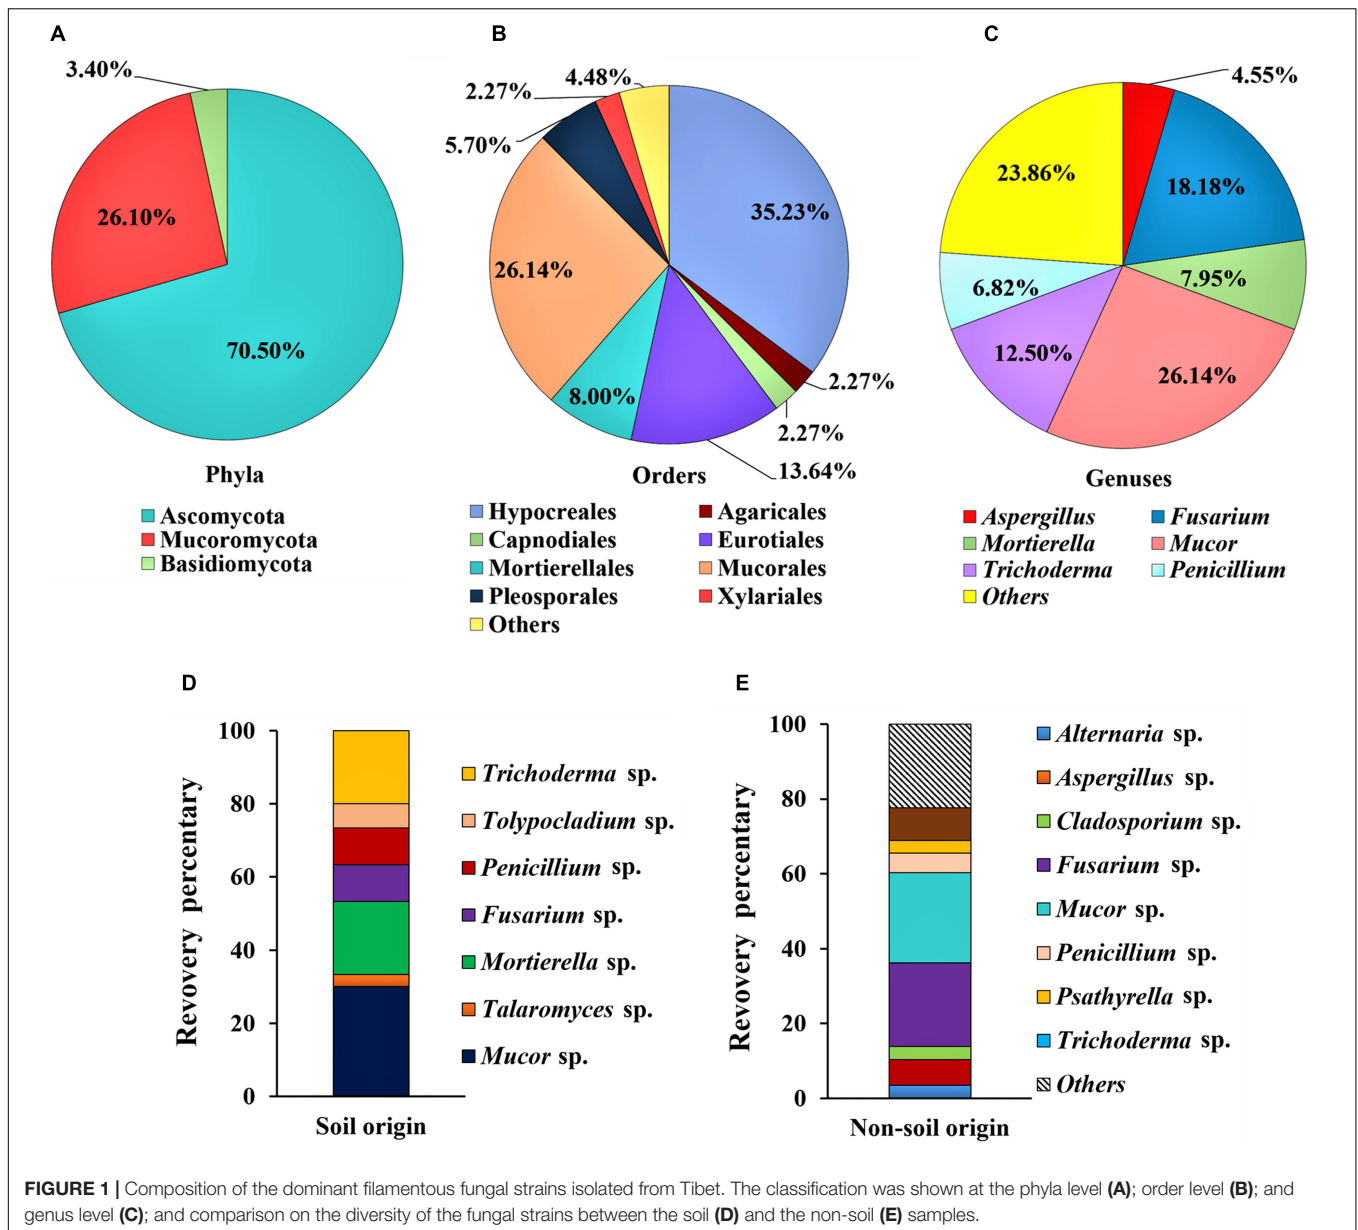 A
3.40%
26.10%
70.50%
Phyla
Ascomycota
Mucoromycota
Basidiomycota
B
4.48%
2.27%
5.70%
35.23%
26.14%
8.00%
2.27%
2.27%
13.64%
Orders
Hypocreales Agaricales
Capnodiales Eurotiales
Mortierellales Mucorales
Pleosporales Xylariales
Others
C
4.55%
23.86%
18.18%
7.95%
6.82%
12.50%
26.14%
Genuses
Aspergillus Fusarium
Mortierella Mucor
Trichoderma Penicillium
Others
D
Revovery percentary
100
80
60
40
20
0
Soil origin
Trichoderma sp.
Tolypocladium sp.
Penicillium sp.
Fusarium sp.
Mortierella sp.
Talaromyces sp.
Mucor sp.
E
Revovery percentary
100
80
60
40
20
0
Non-soil origin
Alternaria sp.
Aspergillus sp.
Cladosporium sp.
Fusarium sp.
Mucor sp.
Penicillium sp.
Psathyrella sp.
Trichoderma sp.
Others
FIGURE 1 | Composition of the dominant filamentous fungal strains isolated from Tibet. The classification was shown at the phyla level (A); order level (B); and
genus level (C); and comparison on the diversity of the fungal strains between the soil (D) and the non-soil (E) samples.